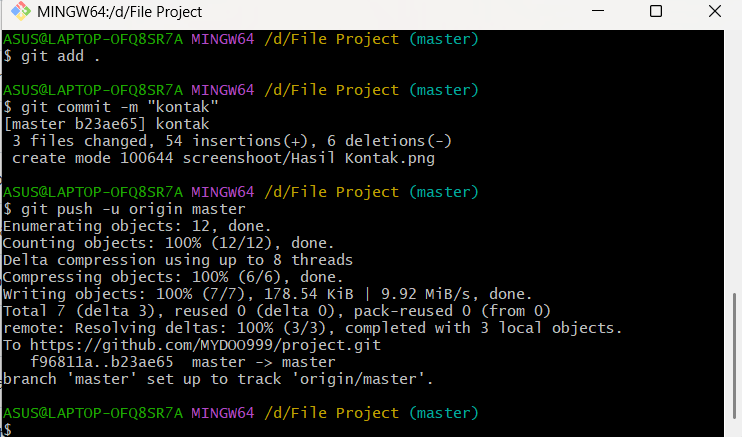 MINGW64:/d/File Project
ASUS@LAPTOP-OFQ8SR7A MINGW64 /d/File Project (master)
$ git add .
ASUS@LAPTOP-OFQ8SR7A MINGW64 /d/File Project (master)
$ git commit -m "kontak"
[master b23ae65] kontak
 3 files changed, 54 insertions(+), 6 deletions(-)
 create mode 100644 screenshoot/Hasil Kontak.png
ASUS@LAPTOP-OFQ8SR7A MINGW64 /d/File Project (master)
$ git push -u origin master
Enumerating objects: 12, done.
Counting objects: 100% (12/12), done.
Delta compression using up to 8 threads
Compressing objects: 100% (6/6), done.
Writing objects: 100% (7/7), 178.54 KiB | 9.92 MiB/s, done.
Total 7 (delta 3), reused 0 (delta 0), pack-reused 0 (from 0)
remote: Resolving deltas: 100% (3/3), completed with 3 local objects.
To https://github.com/MYDOO999/project.git
   f96811a..b23ae65  master -> master
branch 'master' set up to track 'origin/master'.
ASUS@LAPTOP-OFQ8SR7A MINGW64 /d/File Project (master)
$